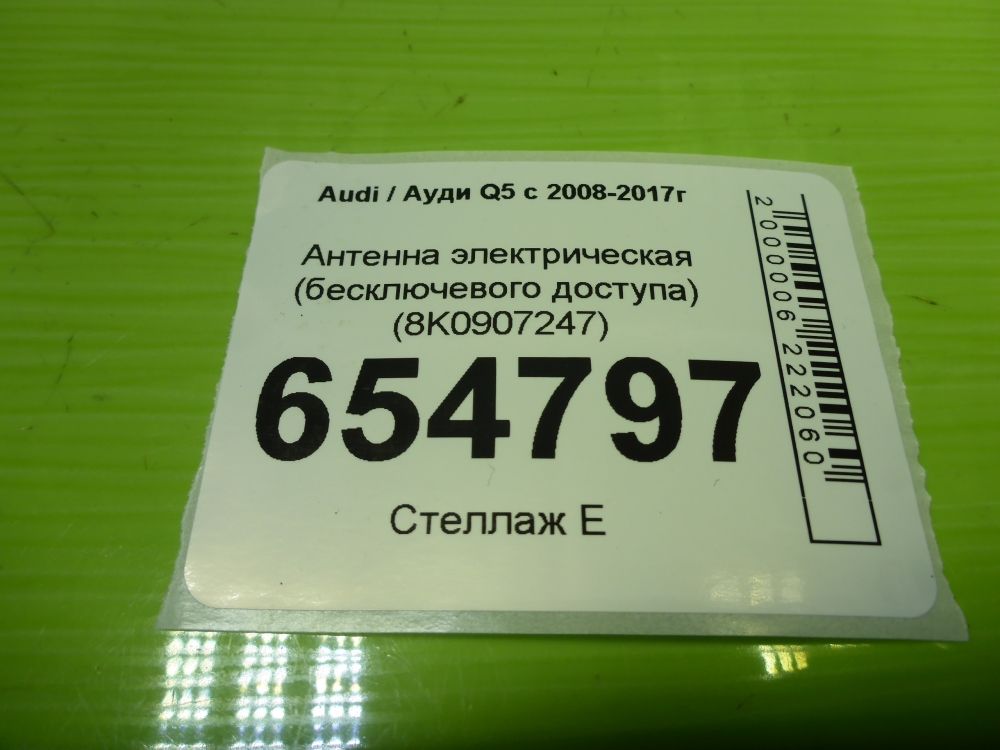 Audi / Ауди Q5 с 2008-2017г
Антенна электрическая
(бесключевого доступа)
(8K0907247)
654797
Стеллаж Е
2000006222060